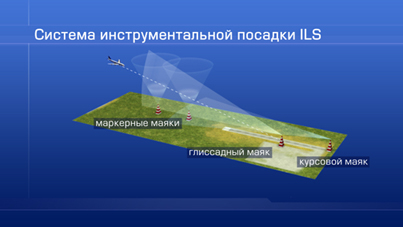 Система инструментальной посадки ILS
маркерные маяки
глиссадный маяк
курсовой маяк